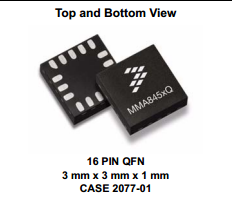 Top and Bottom View
MMA845xQ
16 PIN QFN
3 mm x 3 mm x 1 mm
CASE 2077-01